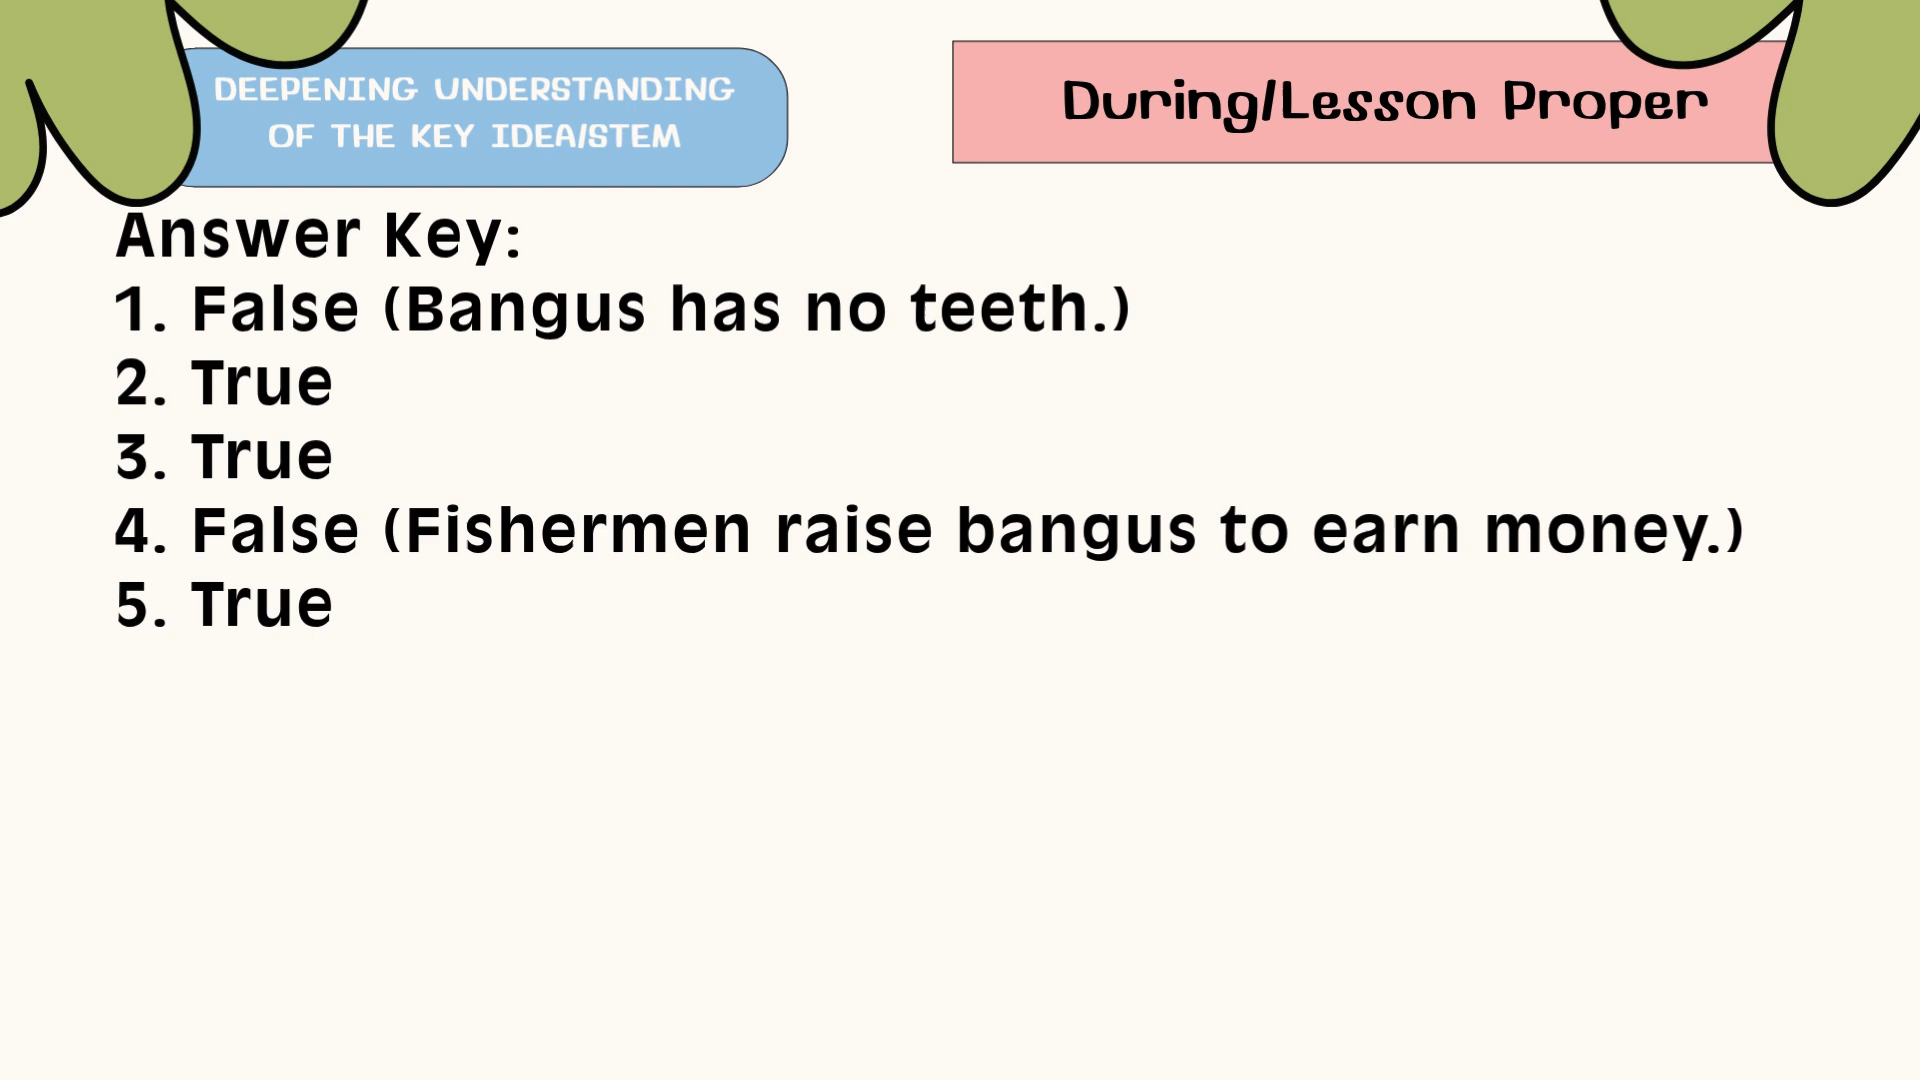 DEEPENING UNDERSTANDING
OF THE KEY IDEA/STEM
During/Lesson Proper
Answer Key:
1. False (Bangus has no teeth.)
2. True
3. True
4. False (Fishermen raise bangus to earn money.)
5. True